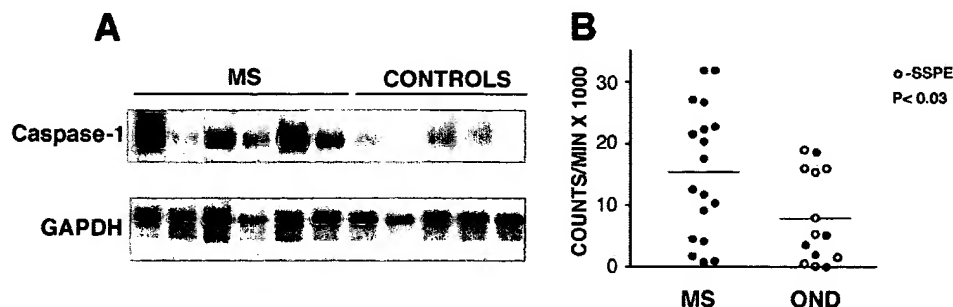 A
MS CONTROLS
Caspase-1
GAPDH
B
COUNTS/MIN X 1000
30
20
10
0
MS OND
o-SSPE
P< 0.03